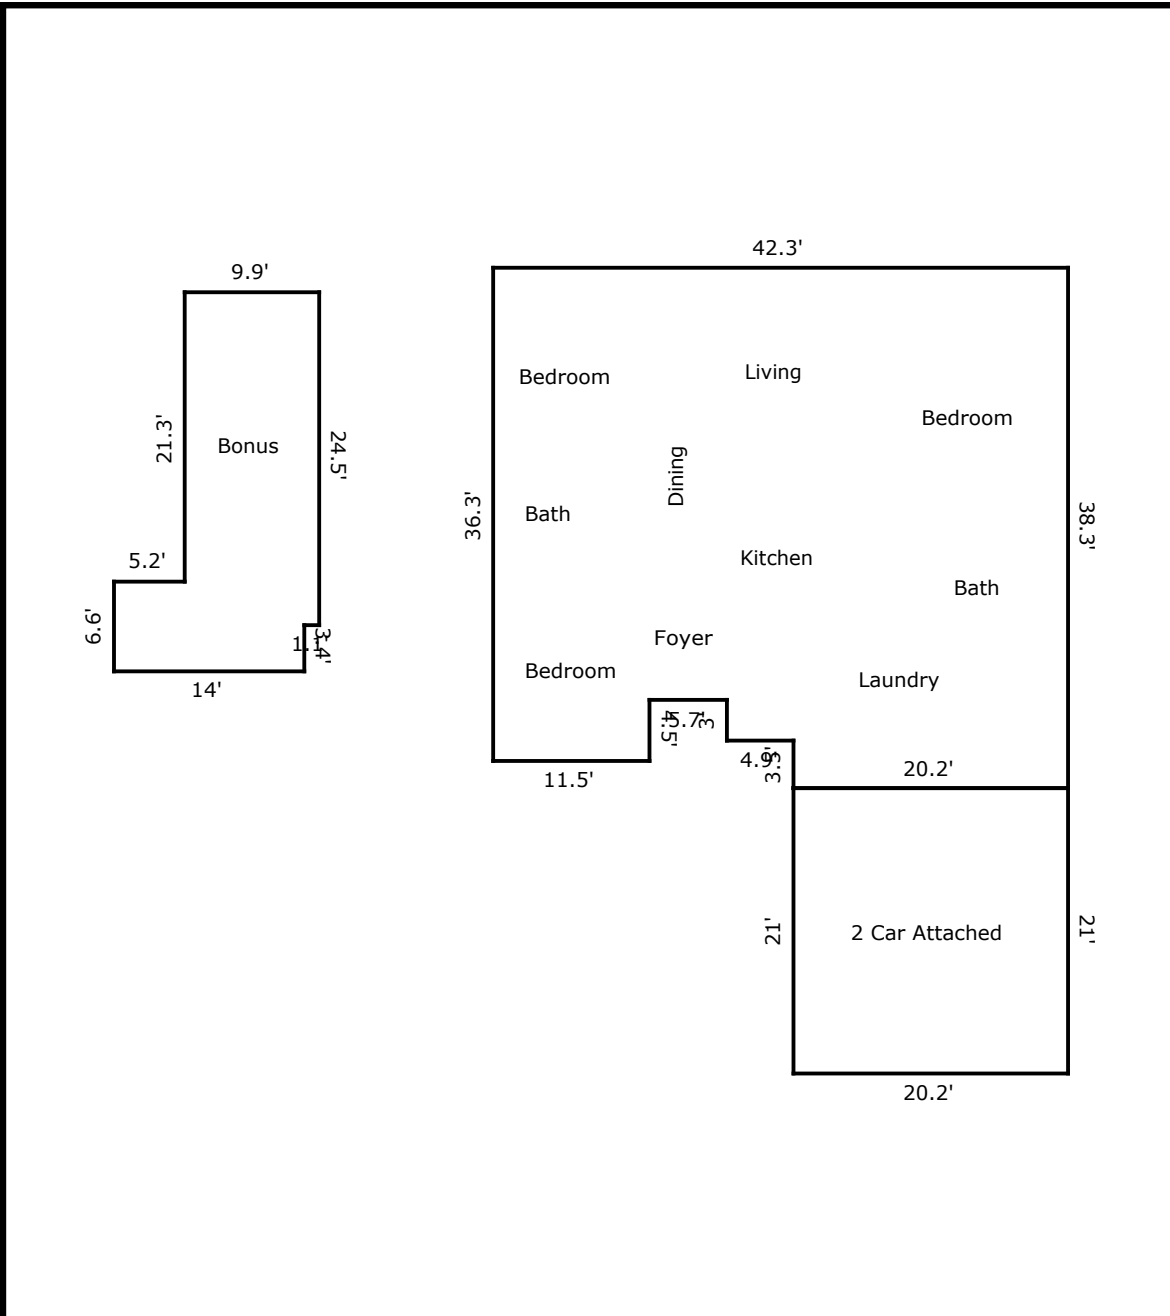 42.3'
9.9'
Living
Bedroom
Bedroom
21.3'
Bonus
24.5'
Dining
36.3'
Bath
38.3'
Kitchen
5.2'
Bath
6.6'
Foyer
1.1'
3.4'
Bedroom
Laundry
14'
4.5'
5.7'
3'
4.9'
3.5'
20.2'
11.5'
21'
2 Car Attached
21'
20.2'